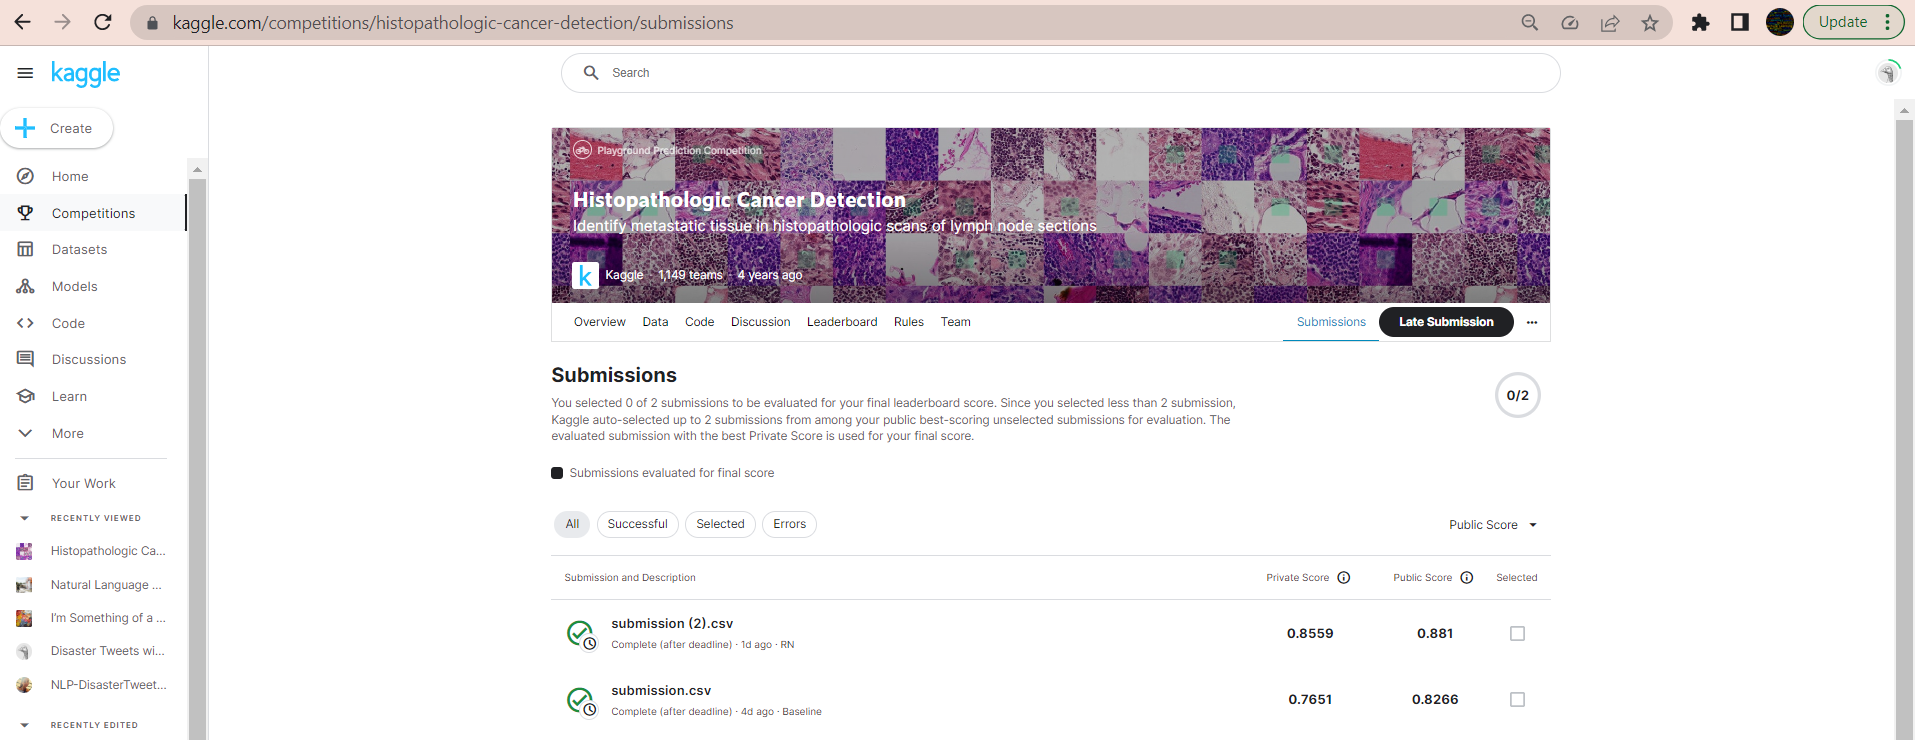 kaggle.com/competitions/histopathologic-cancer-detection/submissions
Update
kaggle
Search
Create
Home
Competitions
Datasets
Models
Code
Discussions
Learn
More
Your Work
RECENTLY VIEWED
Histopathologic Ca...
Natural Language ...
I'm Something of a ...
Disaster Tweets wi...
NLP-DisasterTweet...
RECENTLY EDITED
Playground Prediction Competition
Histopathologic Cancer Detection
Identify metastatic tissue in histopathologic scans of lymph node sections
k Kaggle · 1,149 teams · 4 years ago
Overview Data Code Discussion Leaderboard Rules Team Submissions Late Submission ...
Submissions
You selected 0 of 2 submissions to be evaluated for your final leaderboard score. Since you selected less than 2 submission,
Kaggle auto-selected up to 2 submissions from among your public best-scoring unselected submissions for evaluation. The
evaluated submission with the best Private Score is used for your final score.
0/2
Submissions evaluated for final score
All Successful Selected Errors Public Score
Submission and Description Private Score Public Score Selected
submission (2).csv
Complete (after deadline) · 1d ago · RN
0.8559 0.881
submission.csv
Complete (after deadline) · 4d ago · Baseline
0.7651 0.8266